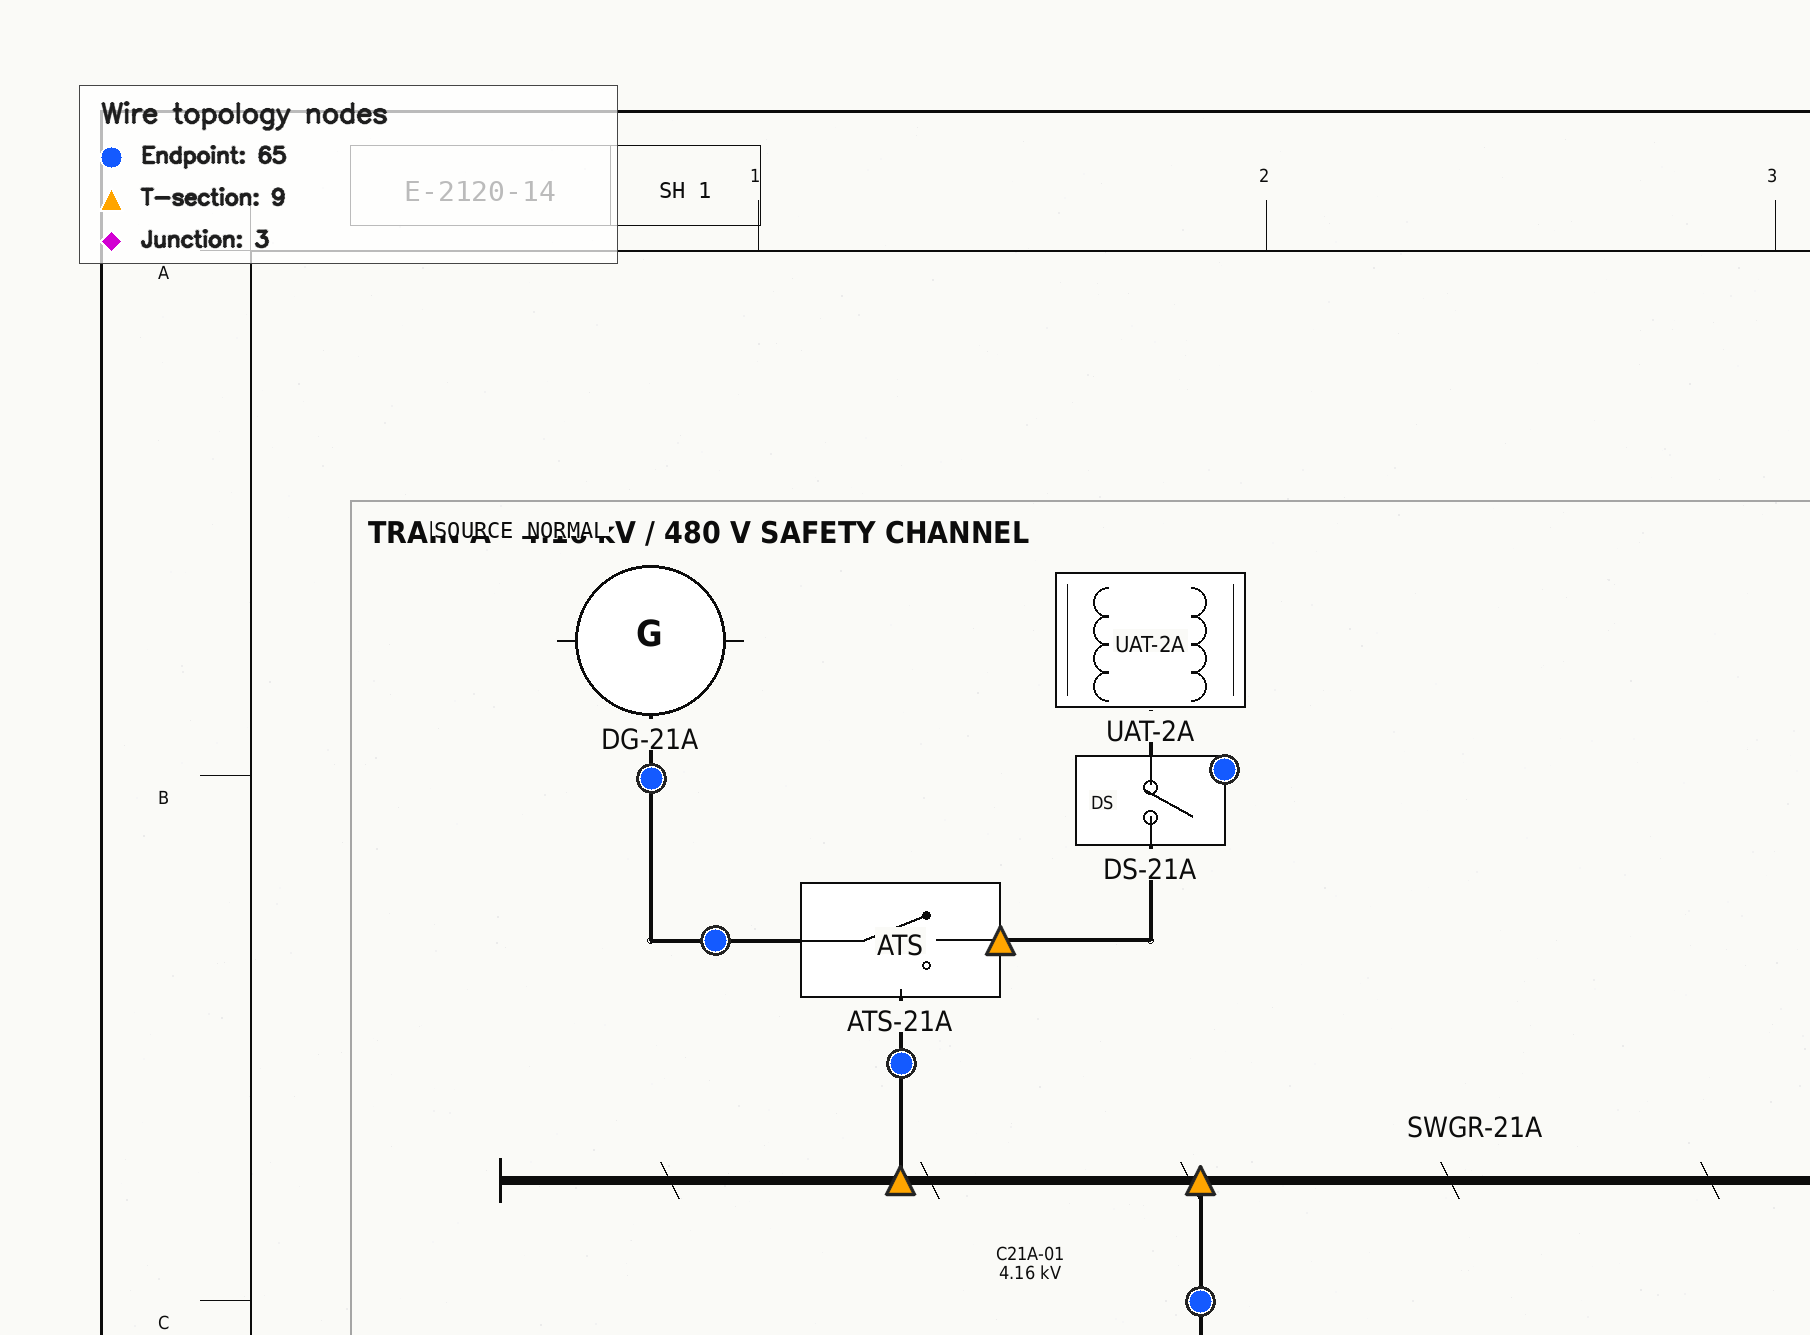 Wire topology nodes
Endpoint: 65
T-section: 9
Junction: 3
E-2120-14
SH 1
1
2
3
A
SOURCE NORMAL
V / 480 V SAFETY CHANNEL
G
UAT-2A
DG-21A
UAT-2A
B
DS
DS-21A
ATS
ATS-21A
SWGR-21A
C21A-01
4.16 kV
C